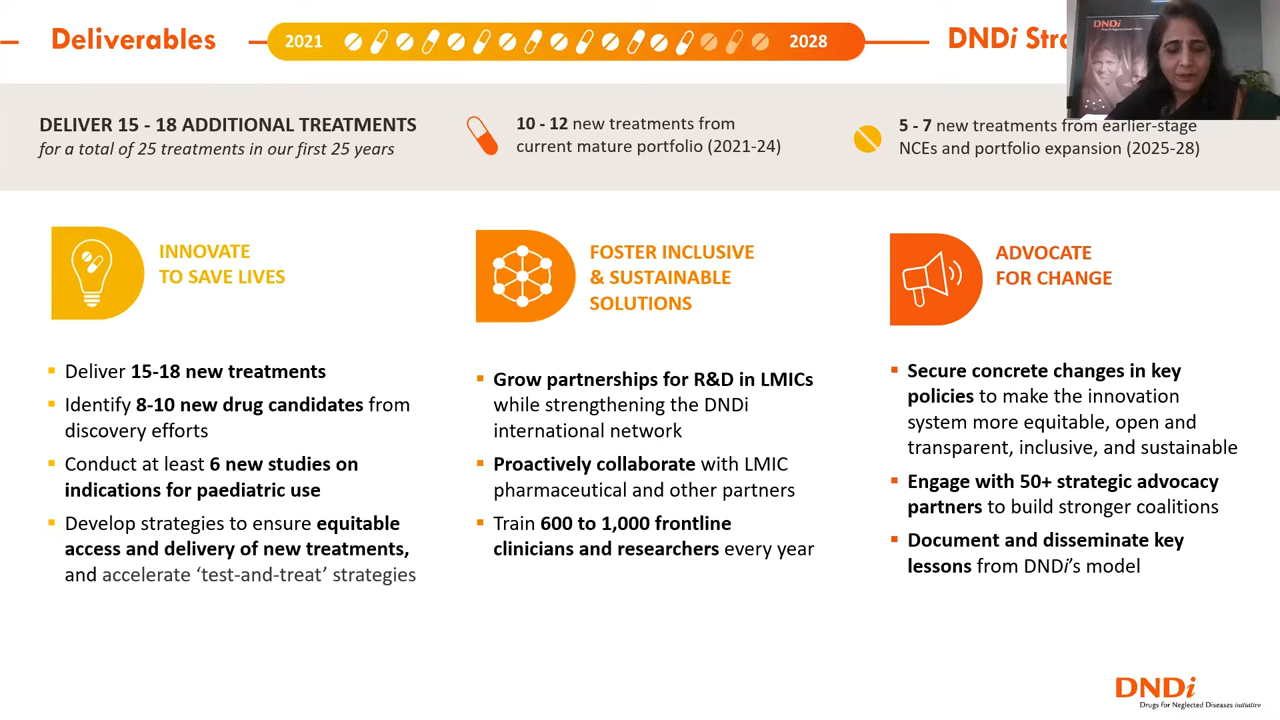 Deliverables
2021
2028
DNDi
DELIVER 15 - 18 ADDITIONAL TREATMENTS
for a total of 25 treatments in our first 25 years
10 - 12 new treatments from
current mature portfolio (2021-24)
5 - 7 new treatments from earlier-stage
NCEs and portfolio expansion (2025-28)
DNDi
INNOVATE
TO SAVE LIVES
Deliver 15-18 new treatments
Identify 8-10 new drug candidates from
discovery efforts
Conduct at least 6 new studies on
indications for paediatric use
Develop strategies to ensure equitable
access and delivery of new treatments,
and accelerate ‘test-and-treat’ strategies
FOSTER INCLUSIVE
& SUSTAINABLE
SOLUTIONS
Grow partnerships for R&D in LMICs
while strengthening the DNDi
international network
Proactively collaborate with LMIC
pharmaceutical and other partners
Train 600 to 1,000 frontline
clinicians and researchers every year
ADVOCATE
FOR CHANGE
Secure concrete changes in key
policies to make the innovation
system more equitable, open and
transparent, inclusive, and sustainable
Engage with 50+ strategic advocacy
partners to build stronger coalitions
Document and disseminate key
lessons from DNDi’s model
DNDi
Drugs for Neglected Diseases initiative